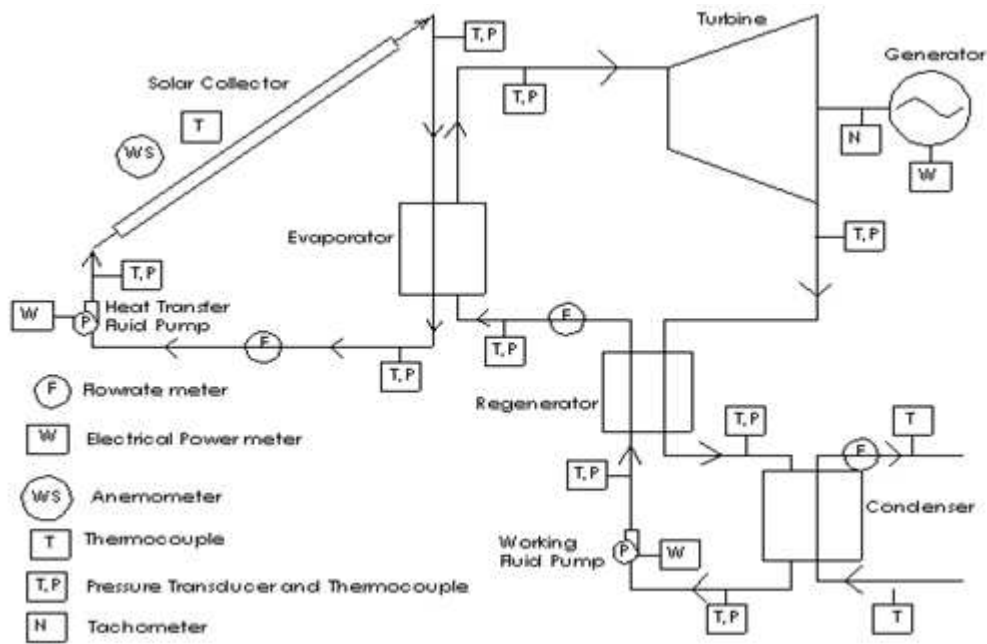 Turbine
T, P
Generator
Solar Collector
T
T, P
N
WS
W
Evaporator
T, P
T, P
W
P
Heat Transfer
Fluid Pump
F
F
T, P
T, P
F
Flowrate meter
Regenerator
T, P
T
W
Electrical Power meter
F
T, P
WS
Anemometer
Condenser
T
Thermocouple
Working
Fluid Pump
P
W
T, P
Pressure Transducer and Thermocouple
T, P
T
N
Tachometer